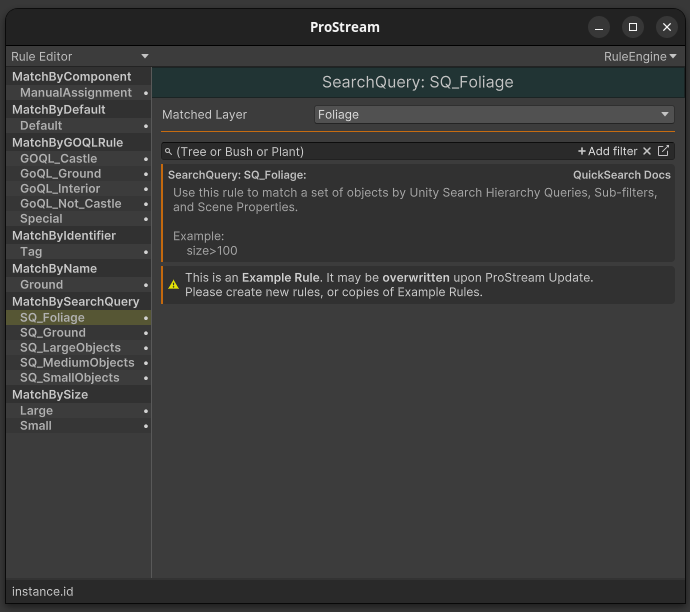 ProStream
Rule Editor
RuleEngine
MatchByComponent
ManualAssignment
MatchByDefault
Default
MatchByGOQLRule
GOQL_Castle
GoQL_Ground
GoQL_Interior
GoQL_Not_Castle
Special
MatchByIdentifier
Tag
MatchByName
Ground
MatchBySearchQuery
SQ_Foliage
SQ_Ground
SQ_LargeObjects
SQ_MediumObjects
SQ_SmallObjects
MatchBySize
Large
Small
SearchQuery: SQ_Foliage
Matched Layer
Foliage
(Tree or Bush or Plant)
+ Add filter
SearchQuery: SQ_Foliage:
QuickSearch Docs
Use this rule to match a set of objects by Unity Search Hierarchy Queries, Sub-filters,
and Scene Properties.
Example:
size>100
This is an Example Rule. It may be overwritten upon ProStream Update.
Please create new rules, or copies of Example Rules.
instance.id